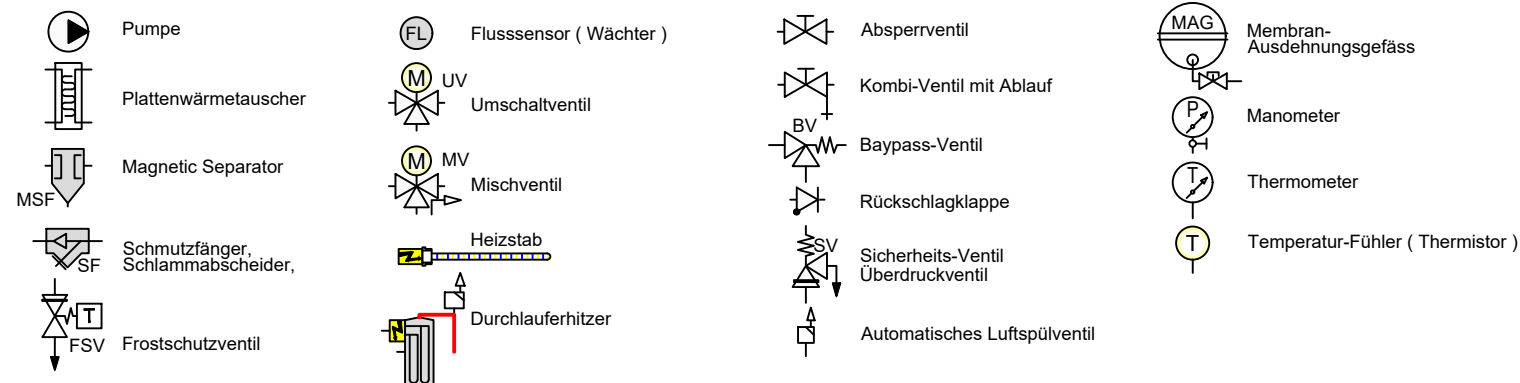 Pumpe
Plattenwärmetauscher
Magnetic Separator
MSF
Schmutzfänger,
Schlammabscheider,
SF
T
FSV
Frostschutzventil
FL
Flusssensor ( Wächter )
M
UV
Umschaltventil
M
MV
Mischventil
Heizstab
Durchlauferhitzer
Absperrventil
Kombi-Ventil mit Ablauf
BV
Baypass-Ventil
Rückschlagklappe
SV
Sicherheits-Ventil
Überdruckventil
Automatisches Luftspülventil
MAG
Membran-
Ausdehnungsgefäss
P
Manometer
T
Thermometer
T
Temperatur-Fühler ( Thermistor )